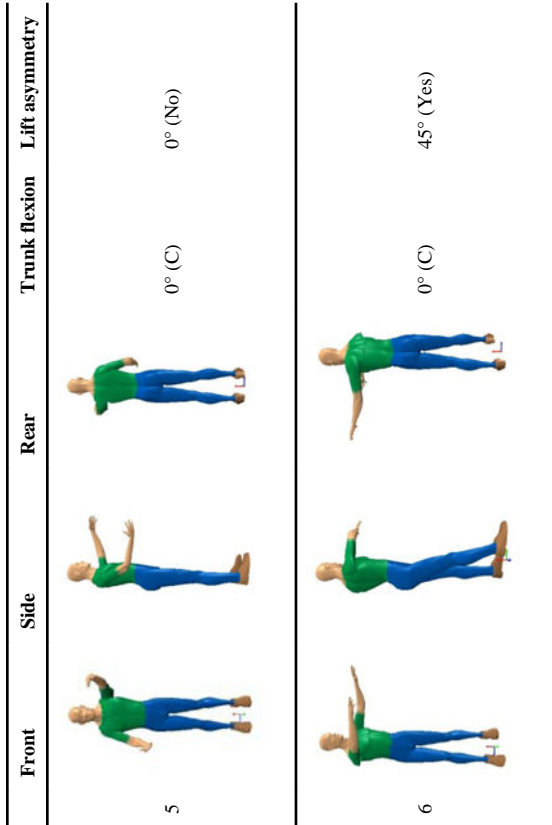 Front Side Rear Trunk flexion Lift asymmetry
5 0° (C) 0° (No)
6 0° (C) 45° (Yes)